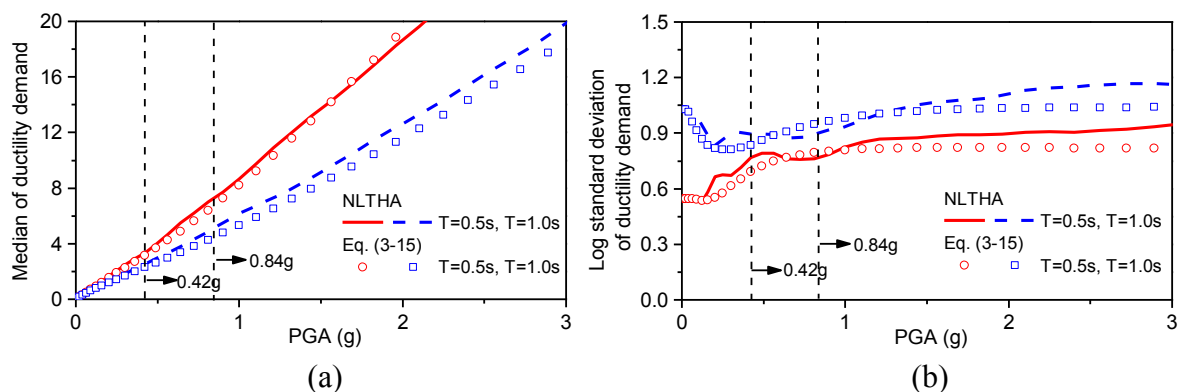 20
16
12
8
4
0
Median of ductility demand
NLTHA
T=0.5s, T=1.0s
Eq. (3-15)
T=0.5s, T=1.0s
0.84g
0.42g
0
1
2
3
PGA (g)
(a)
1.5
1.2
0.9
0.6
0.3
0.0
Log standard deviation
of ductility demand
NLTHA
T=0.5s, T=1.0s
0.84g
Eq. (3-15)
0.42g
T=0.5s, T=1.0s
0
1
2
3
PGA (g)
(b)